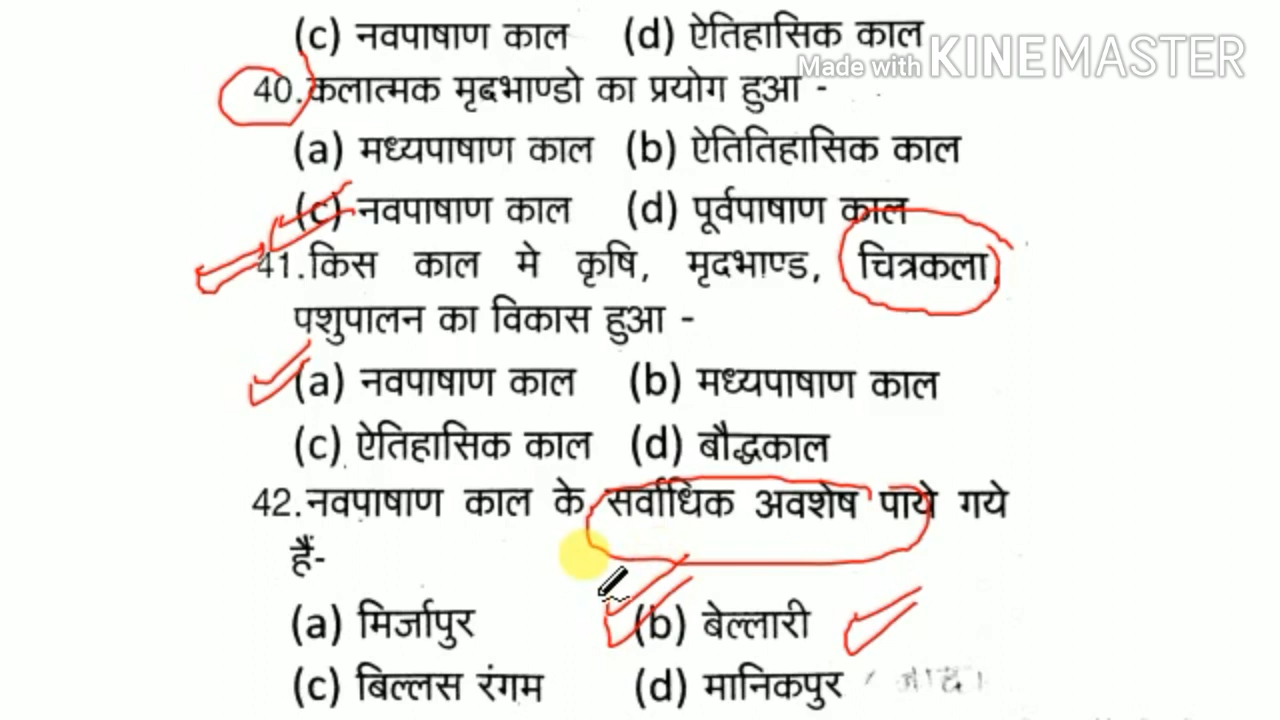 (c) नवपाषाण काल (d) ऐतिहासिक काल
Made with KINEMASTER
40.कलात्मक मृद्भाण्डो का प्रयोग हुआ -
(a) मध्यपाषाण काल (b) ऐतितिहासिक काल
(c) नवपाषाण काल (d) पूर्वपाषाण काल
41.किस काल मे कृषि, मृदभाण्ड, चित्रकला,
पशुपालन का विकास हुआ -
(a) नवपाषाण काल (b) मध्यपाषाण काल
(c) ऐतिहासिक काल (d) बौद्धकाल
42.नवपाषाण काल के सर्वाधिक अवशेष पाये गये
हैं-
(a) मिर्जापुर (b) बेल्लारी
(c) बिल्लस रंगम (d) मानिकपुर